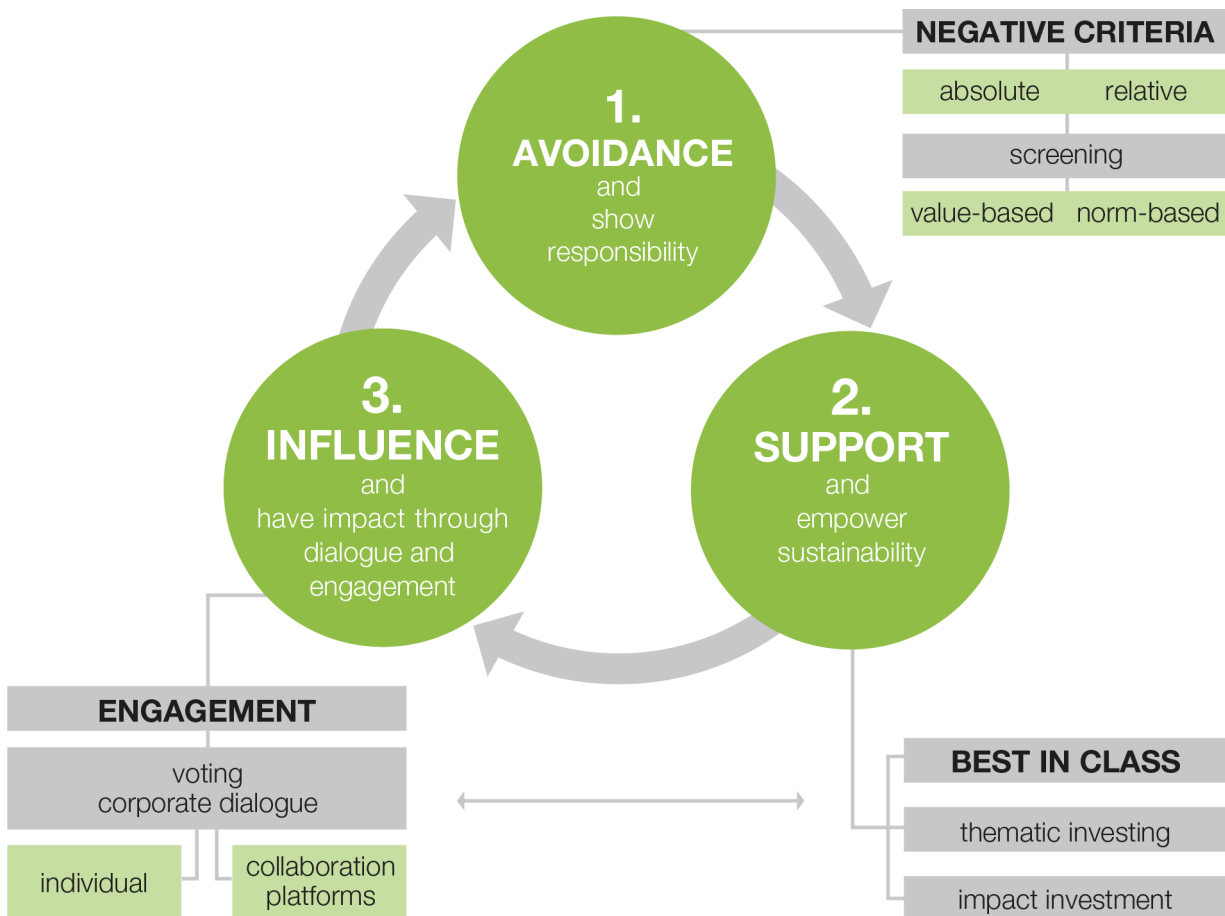 1.
AVOIDANCE
and
show
responsibility
NEGATIVE CRITERIA
absolute
relative
screening
value-based
norm-based
2.
SUPPORT
and
empower
sustainability
BEST IN CLASS
thematic investing
impact investment
3.
INFLUENCE
and
have impact through
dialogue and
engagement
ENGAGEMENT
voting
corporate dialogue
individual
collaboration
platforms